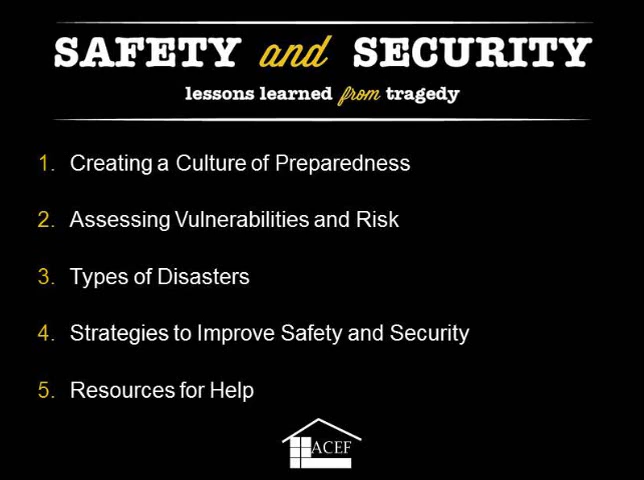 SAFETY and SECURITY
lessons learned from tragedy
1. Creating a Culture of Preparedness
2. Assessing Vulnerabilities and Risk
3. Types of Disasters
4. Strategies to Improve Safety and Security
5. Resources for Help
ACEF